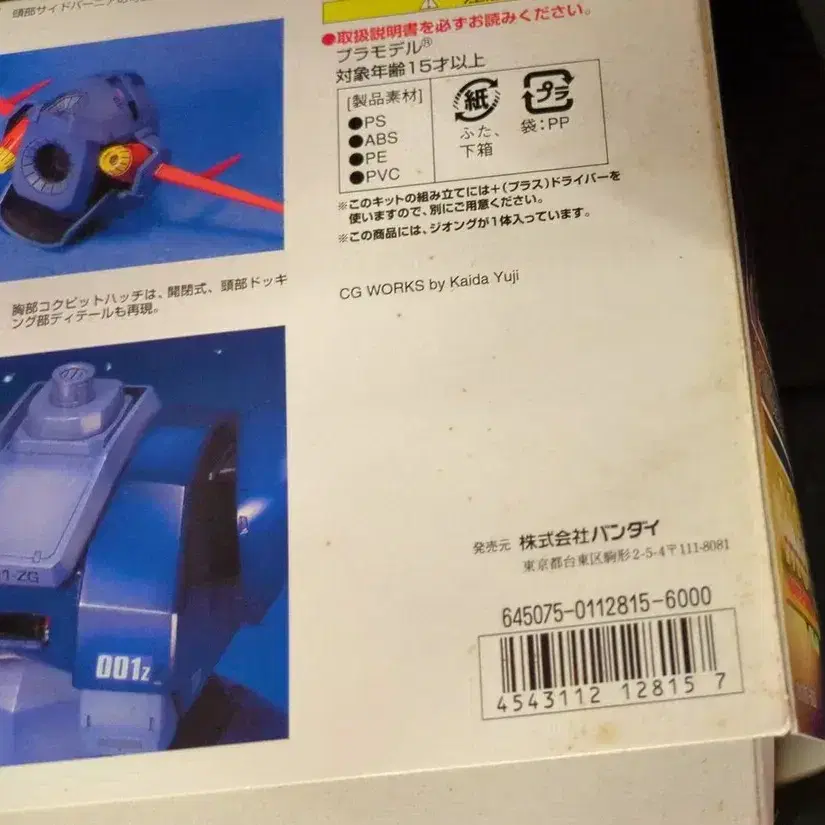 頭部サイドバーニア
●取扱説明書を必ずお読みください。
プラモデル®
対象年齢15才以上
[製品素材]
●PS
●ABS
●PE
●PVC
紙
ふた、
下箱
プラ
袋:PP
※このキットの組み立てには+(プラス)ドライバーを
使いますので、別にご用意ください。
※この商品には、ジオングが1体入っています。
胸部コクピットハッチは、開閉式、頭部ドッキ
ング部ディテールも再現。
CG WORKS by Kaida Yuji
1-ZG
001z
発売元 株式会社バンダイ
東京都台東区駒形2-5-4〒111-8081
645075-0112815-6000
4543112 12815 7